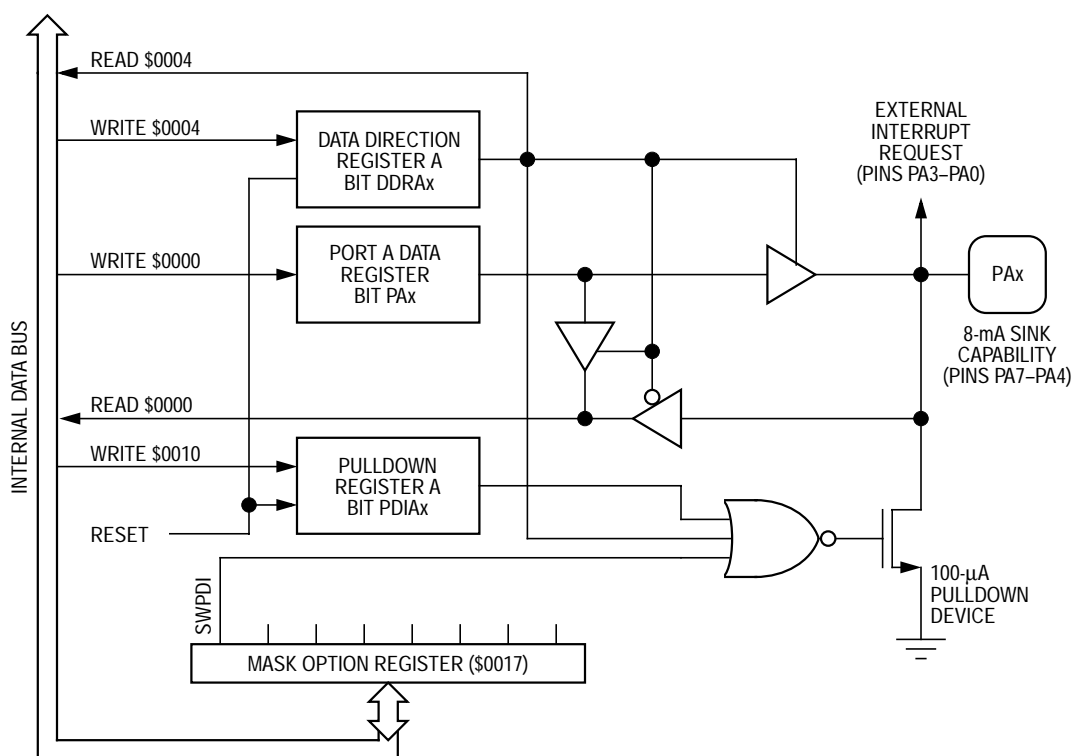 READ $0004
WRITE $0004
DATA DIRECTION
REGISTER A
BIT DDRAx
EXTERNAL
INTERRUPT
REQUEST
(PINS PA3–PA0)
WRITE $0000
PORT A DATA
REGISTER
BIT PAx
PAx
8-mA SINK
CAPABILITY
(PINS PA7–PA4)
READ $0000
WRITE $0010
PULLDOWN
REGISTER A
BIT PDIAx
RESET
INTERNAL DATA BUS
SWPDI
100-µA
PULLDOWN
DEVICE
MASK OPTION REGISTER ($0017)